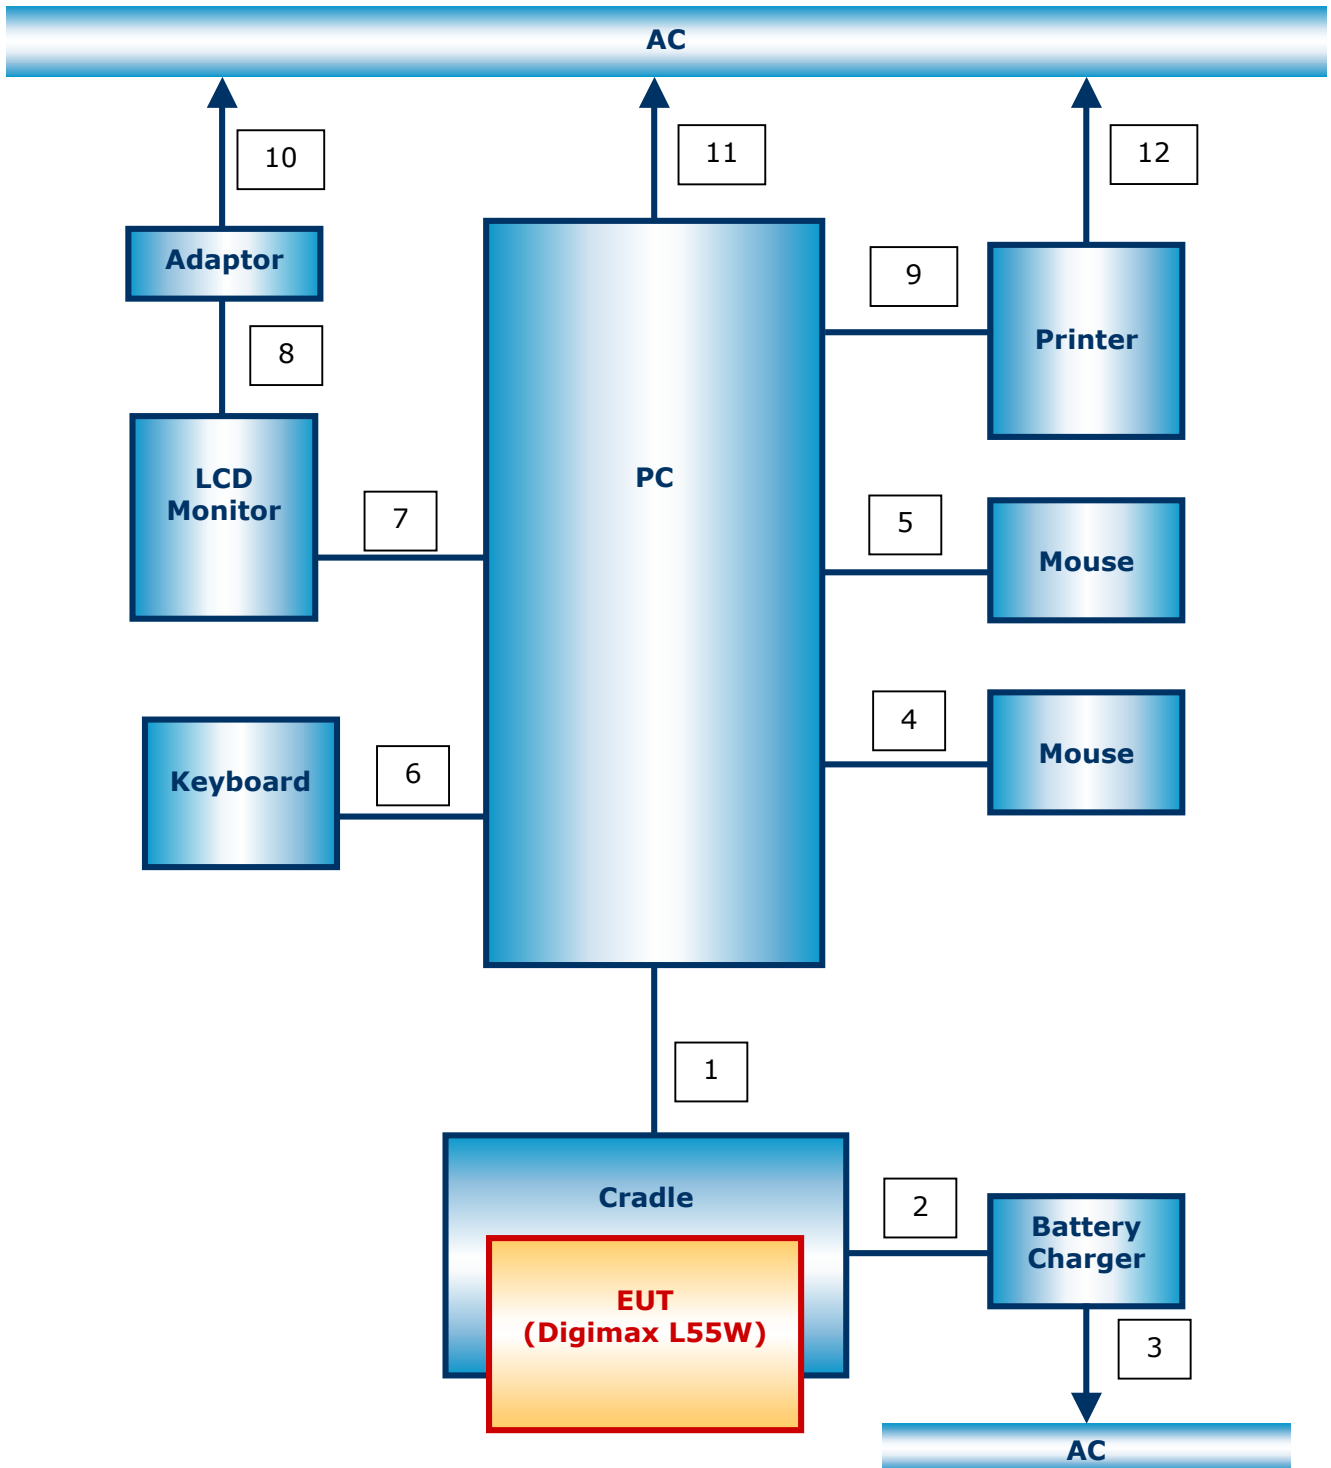 AC
10
11
12
Adaptor
9
8
Printer
LCD
Monitor
7
PC
5
Mouse
4
Mouse
Keyboard
6
1
Cradle
2
Battery
Charger
EUT
(Digimax L55W)
3
AC